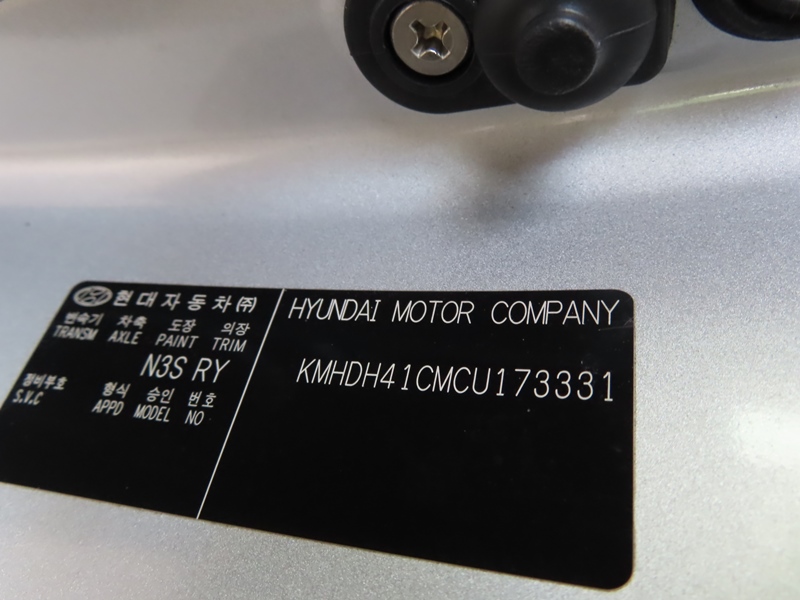 현대자동차(주)
변속기 차축 도장 의장
TRANSM AXLE PAINT TRIM
N3S RY
정비부호 형식 승인 번호
S.V.C APPD MODEL NO
HYUNDAI MOTOR COMPANY
KMHDH41CMCU173331